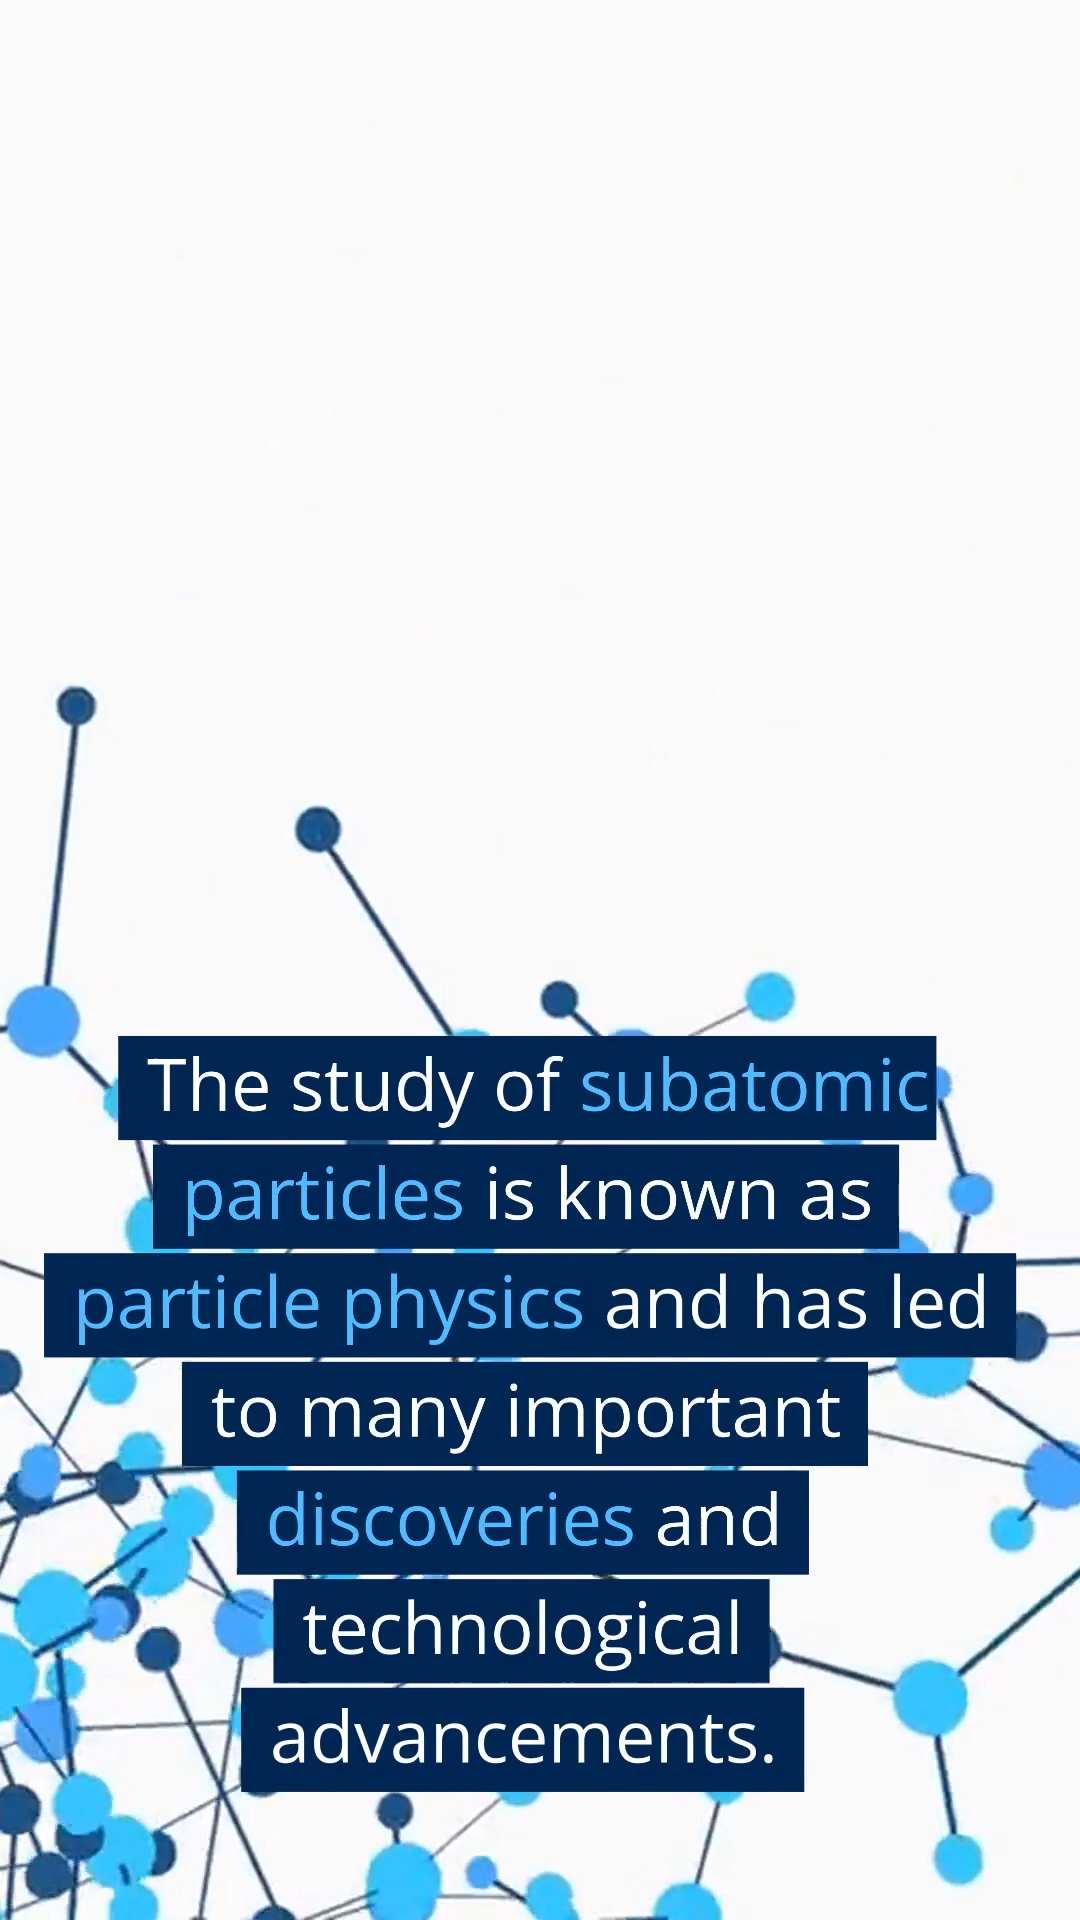 The study of subatomic
particles is known as
particle physics and has led
to many important
discoveries and
technological
advancements.